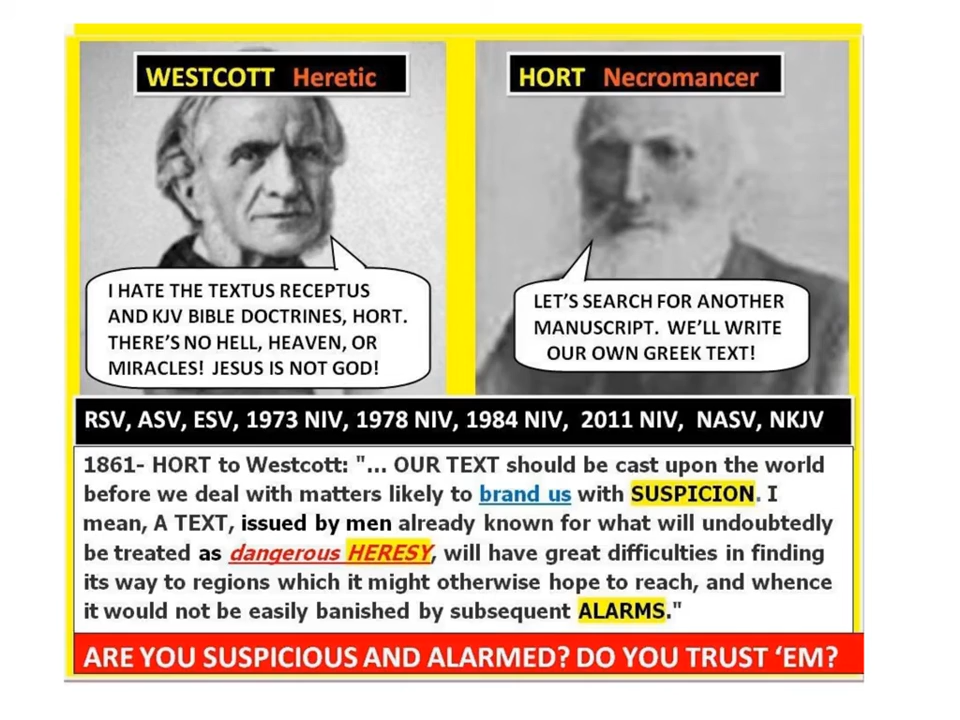 WESTCOTT Heretic
HORT Necromancer
I HATE THE TEXTUS RECEPTUS
AND KJV BIBLE DOCTRINES, HORT.
THERE'S NO HELL, HEAVEN, OR
MIRACLES! JESUS IS NOT GOD!
LET'S SEARCH FOR ANOTHER
MANUSCRIPT. WE'LL WRITE
OUR OWN GREEK TEXT!
RSV, ASV, ESV, 1973 NIV, 1978 NIV, 1984 NIV, 2011 NIV, NASV, NKJV
1861- HORT to Westcott: "... OUR TEXT should be cast upon the world
before we deal with matters likely to brand us with SUSPICION. I
mean, A TEXT, issued by men already known for what will undoubtedly
be treated as dangerous HERESY, will have great difficulties in finding
its way to regions which it might otherwise hope to reach, and whence
it would not be easily banished by subsequent ALARMS."
ARE YOU SUSPICIOUS AND ALARMED? DO YOU TRUST 'EM?